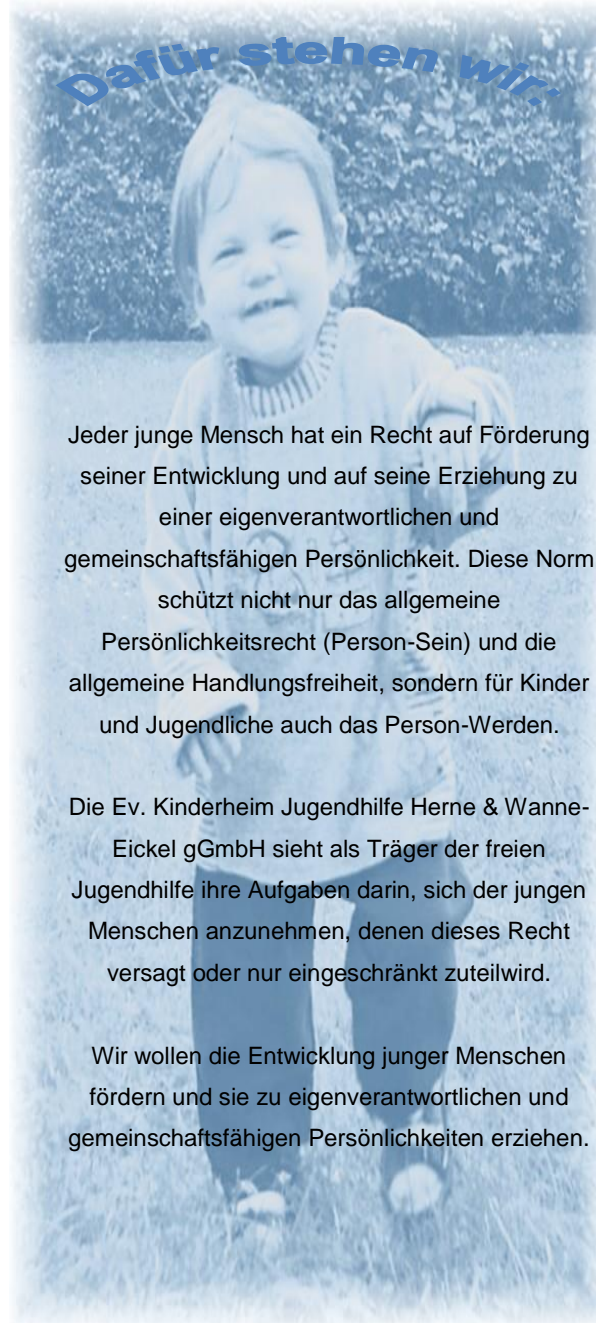 Dafür stehen wir:
Jeder junge Mensch hat ein Recht auf Förderung
seiner Entwicklung und auf seine Erziehung zu
einer eigenverantwortlichen und
gemeinschaftsfähigen Persönlichkeit. Diese Norm
schützt nicht nur das allgemeine
Persönlichkeitsrecht (Person-Sein) und die
allgemeine Handlungsfreiheit, sondern für Kinder
und Jugendliche auch das Person-Werden.
Die Ev. Kinderheim Jugendhilfe Herne & Wanne-
Eickel gGmbH sieht als Träger der freien
Jugendhilfe ihre Aufgaben darin, sich der jungen
Menschen anzunehmen, denen dieses Recht
versagt oder nur eingeschränkt zuteilwird.
Wir wollen die Entwicklung junger Menschen
fördern und sie zu eigenverantwortlichen und
gemeinschaftsfähigen Persönlichkeiten erziehen.